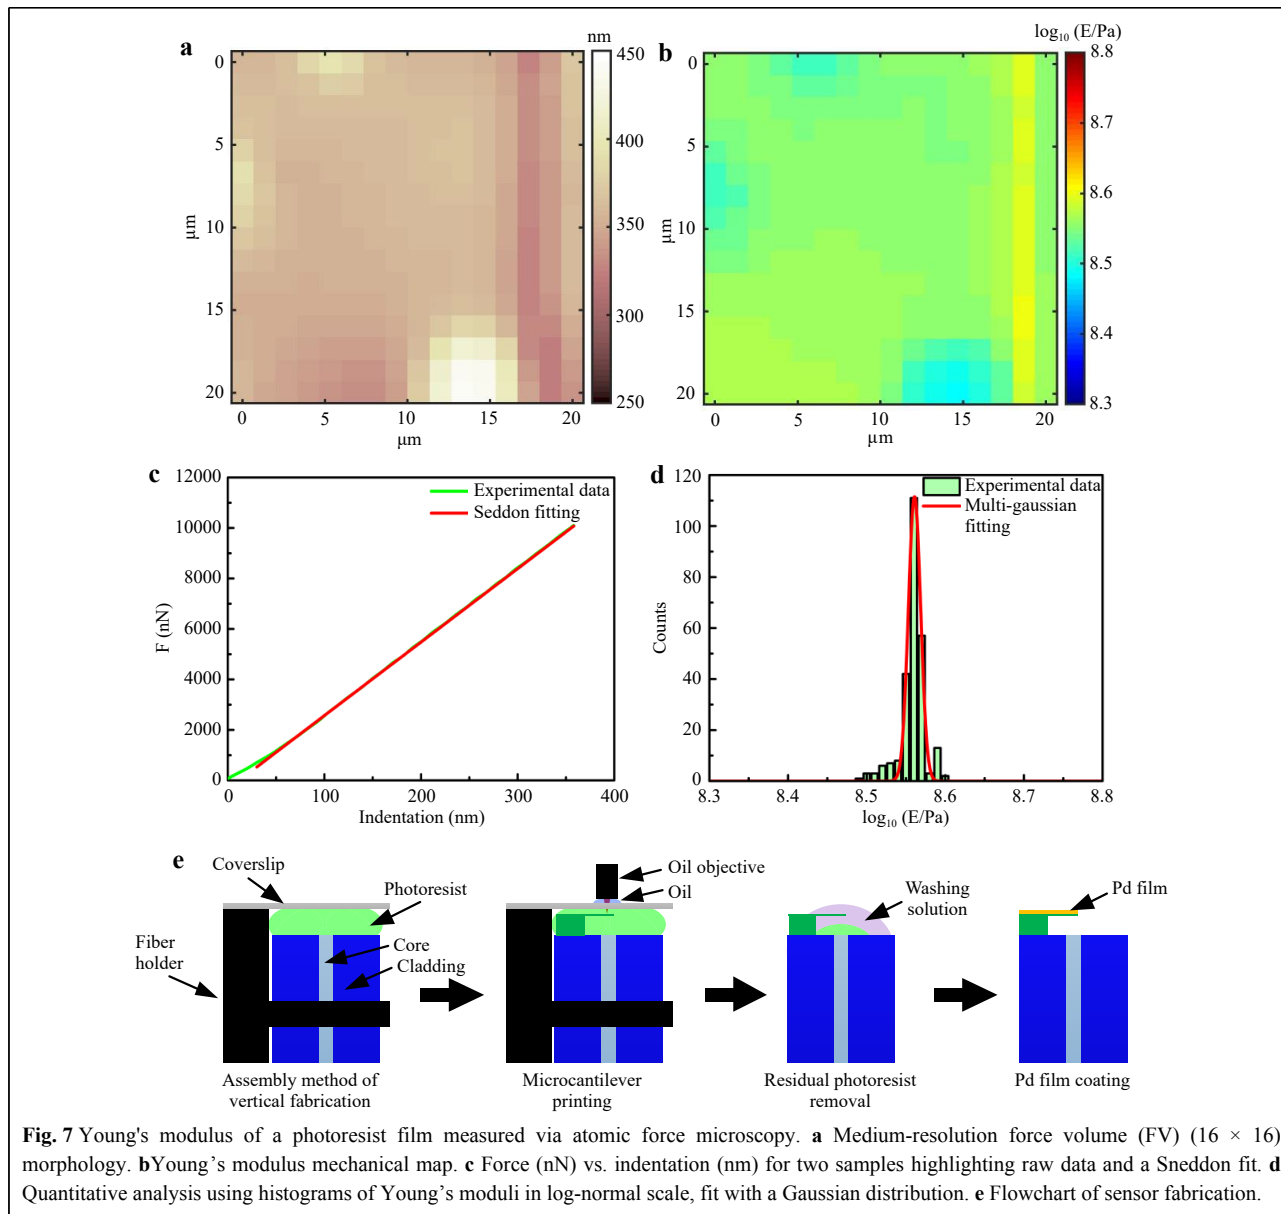 a
nm
450
400
350
300
250
0
5
10
15
20
μm
0
5
10
15
20
μm
b
log10 (E/Pa)
8.8
8.7
8.6
8.5
8.4
8.3
0
5
10
15
20
μm
0
5
10
15
20
μm
c
12000
10000
8000
6000
4000
2000
0
F (nN)
Experimental data
Seddon fitting
0
100
200
300
400
Indentation (nm)
d
120
100
80
60
40
20
0
Counts
Experimental data
Multi-gaussian
fitting
8.3
8.4
8.5
8.6
8.7
8.8
log10 (E/Pa)
e
Coverslip
Photoresist
Fiber
holder
Core
Cladding
Assembly method of
vertical fabrication
Oil objective
Oil
Microcantilever
printing
Washing
solution
Residual photoresist
removal
Pd film
Pd film coating
Fig. 7 Young's modulus of a photoresist film measured via atomic force microscopy. a Medium-resolution force volume (FV) (16 × 16)
morphology. bYoung’s modulus mechanical map. c Force (nN) vs. indentation (nm) for two samples highlighting raw data and a Sneddon fit. d
Quantitative analysis using histograms of Young’s moduli in log-normal scale, fit with a Gaussian distribution. e Flowchart of sensor fabrication.